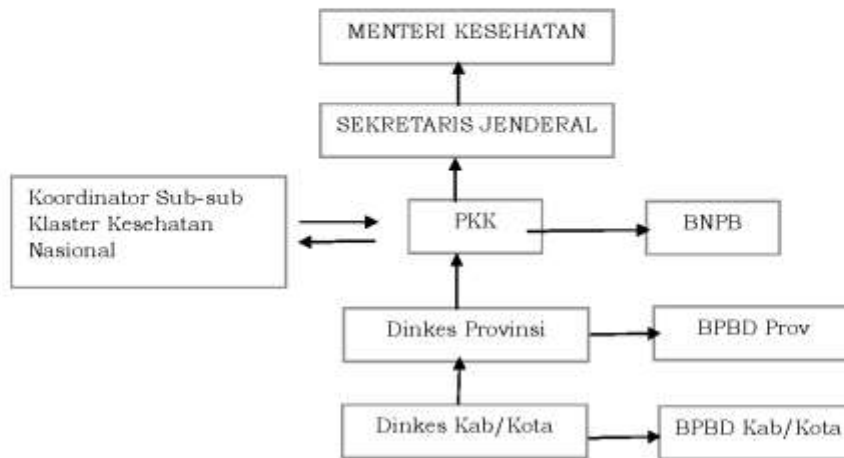 MENTERI KESEHATAN
SEKRETARIS JENDERAL
Koordinator Sub-sub
Klaster Kesehatan
Nasional
PKK
BNPB
Dinkes Provinsi
BPBD Prov
Dinkes Kab/Kota
BPBD Kab/Kota